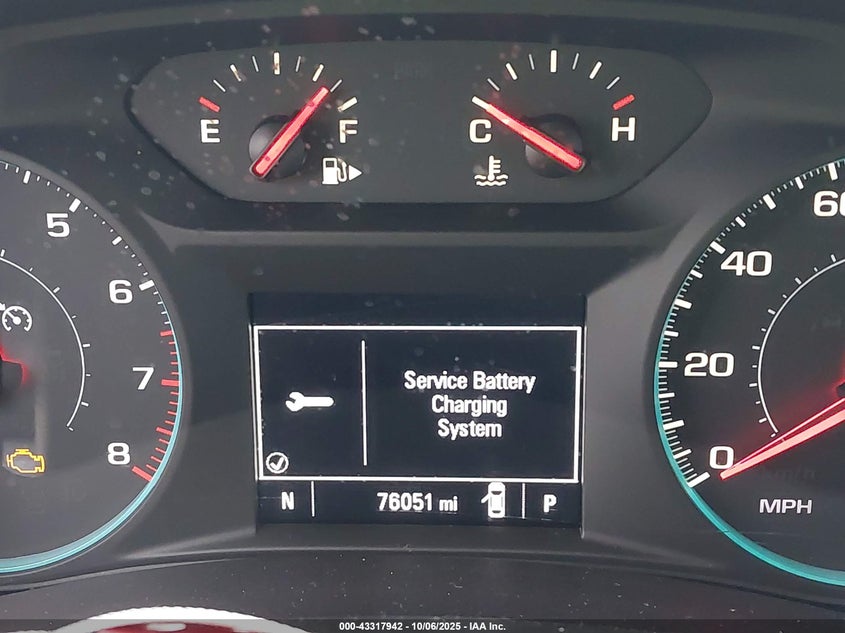 E F
C H
5
6
7
8
60
40
20
0
MPH
Service Battery
Charging
System
N 76051 mi P
000-43317942 - 10/06/2025 - IAA Inc.